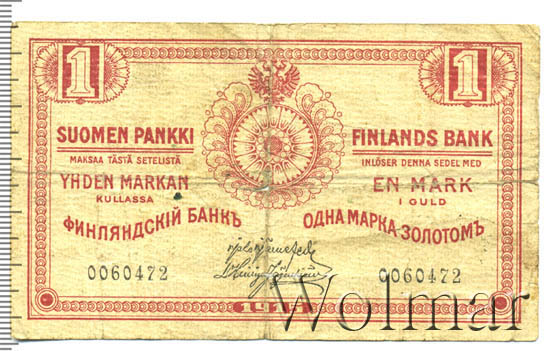 1 1
SUOMEN PANKKI
MAKSAA TÄSTÄ SETELISTÄ
YHDEN MARKAN
KULLASSA
ФИНЛЯНДСКІЙ БАНКЪ
0060472
FINLANDS BANK
INLÖSER DENNA SEDEL MED
EN MARK
I GULD
ОДНА МАРКА ЗОЛОТОМЪ
0060472
Wolmar